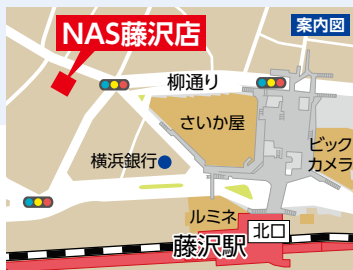 NAS藤沢店
案内図
柳通り
さいか屋
横浜銀行
ビック
カメラ
ルミネ
北口
藤沢駅